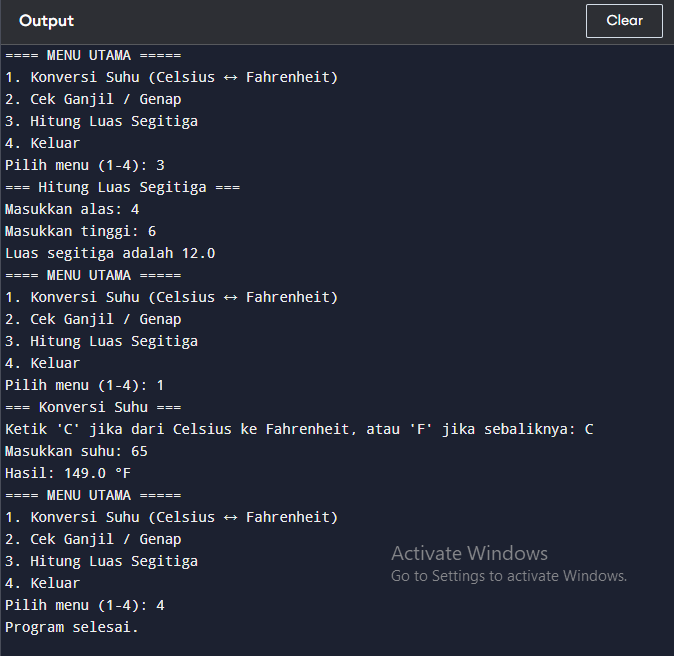 Output
Clear
==== MENU UTAMA =====
1. Konversi Suhu (Celsius ↔ Fahrenheit)
2. Cek Ganjil / Genap
3. Hitung Luas Segitiga
4. Keluar
Pilih menu (1-4): 3
=== Hitung Luas Segitiga ===
Masukkan alas: 4
Masukkan tinggi: 6
Luas segitiga adalah 12.0
==== MENU UTAMA =====
1. Konversi Suhu (Celsius ↔ Fahrenheit)
2. Cek Ganjil / Genap
3. Hitung Luas Segitiga
4. Keluar
Pilih menu (1-4): 1
=== Konversi Suhu ===
Ketik 'C' jika dari Celsius ke Fahrenheit, atau 'F' jika sebaliknya: C
Masukkan suhu: 65
Hasil: 149.0 °F
==== MENU UTAMA =====
1. Konversi Suhu (Celsius ↔ Fahrenheit)
2. Cek Ganjil / Genap
3. Hitung Luas Segitiga
4. Keluar
Pilih menu (1-4): 4
Program selesai.
Activate Windows
Go to Settings to activate Windows.